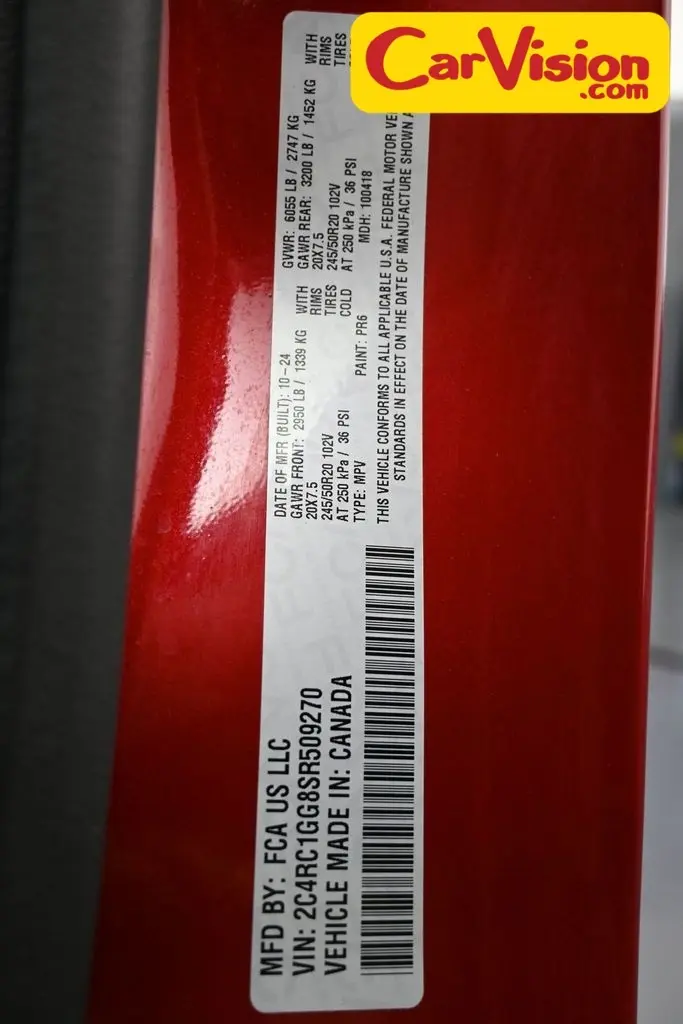 CarVision
.com
MFD BY: FCA US LLC
VIN: 2C4RC1GG8SR509270
VEHICLE MADE IN: CANADA
DATE OF MFR (BUILT): 10-24 GVWR: 6055 LB / 2747 KG
GAWR FRONT: 2950 LB / 1339 KG WITH GAWR REAR: 3200 LB / 1452 KG WITH
20X7.5 RIMS 20X7.5 RIMS
245/50R20 102V TIRES 245/50R20 102V TIRES
AT 250 kPa / 36 PSI COLD AT 250 kPa / 36 PSI
TYPE: MPV PAINT: PR6 MDH: 100418
THIS VEHICLE CONFORMS TO ALL APPLICABLE U.S.A. FEDERAL MOTOR
STANDARDS IN EFFECT ON THE DATE OF MANUFACTURE SHOWN